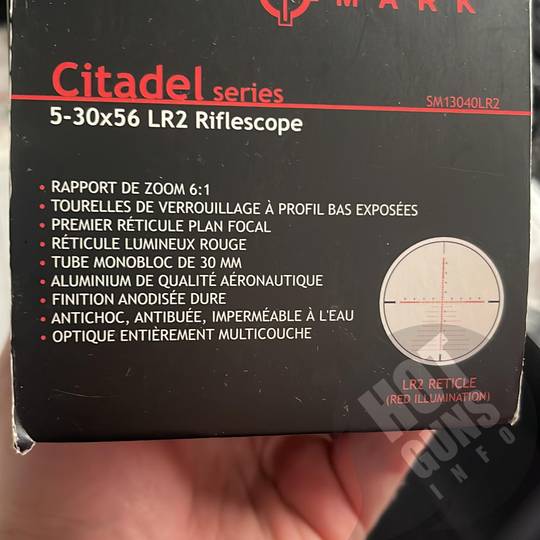 MARK
Citadel series
SM13040LR2
5-30x56 LR2 Riflescope
• RAPPORT DE ZOOM 6:1
• TOURELLES DE VERROUILLAGE À PROFIL BAS EXPOSÉES
• PREMIER RÉTICULE PLAN FOCAL
• RÉTICULE LUMINEUX ROUGE
• TUBE MONOBLOC DE 30 MM
• ALUMINIUM DE QUALITÉ AÉRONAUTIQUE
• FINITION ANODISÉE DURE
• ANTICHOC, ANTIBUÉE, IMPERMÉABLE À L'EAU
• OPTIQUE ENTIÈREMENT MULTICOUCHE
LR2 RETICLE
(RED ILLUMINATION)
HOT
GUNS
INFO